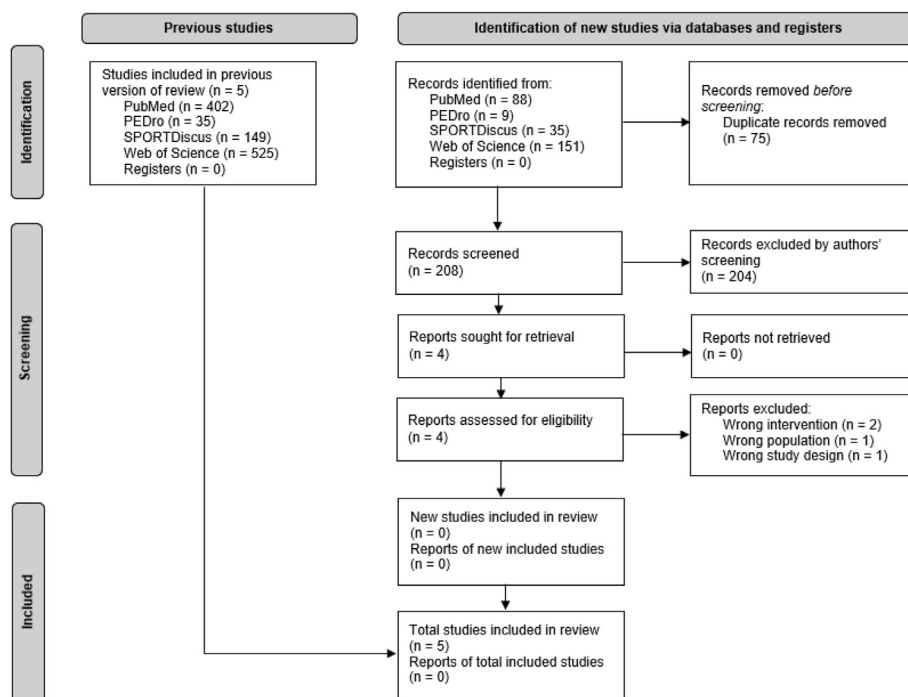 Previous studies
Identification of new studies via databases and registers
Identification
Studies included in previous
version of review (n = 5)
PubMed (n = 402)
PEDro (n = 35)
SPORTDiscus (n = 149)
Web of Science (n = 525)
Registers (n = 0)
Records identified from:
PubMed (n = 88)
PEDro (n = 9)
SPORTDiscus (n = 35)
Web of Science (n = 151)
Registers (n = 0)
Records removed before
screening:
Duplicate records removed
(n = 75)
Screening
Records screened
(n = 208)
Records excluded by authors'
screening
(n = 204)
Reports sought for retrieval
(n = 4)
Reports not retrieved
(n = 0)
Reports assessed for eligibility
(n = 4)
Reports excluded:
Wrong intervention (n = 2)
Wrong population (n = 1)
Wrong study design (n = 1)
Included
New studies included in review
(n = 0)
Reports of new included studies
(n = 0)
Total studies included in review
(n = 5)
Reports of total included studies
(n = 0)